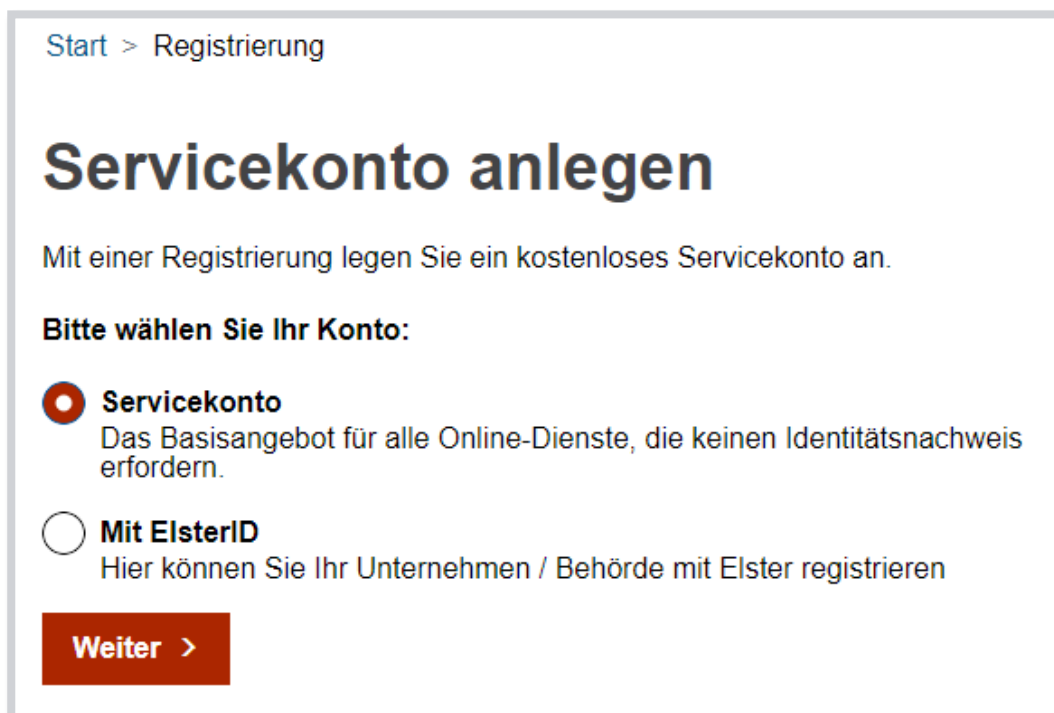 Start > Registrierung
Servicekonto anlegen
Mit einer Registrierung legen Sie ein kostenloses Servicekonto an.
Bitte wählen Sie Ihr Konto:
Servicekonto
Das Basisangebot für alle Online-Dienste, die keinen Identitätsnachweis
erfordern.
Mit ElsterID
Hier können Sie Ihr Unternehmen / Behörde mit Elster registrieren
Weiter >